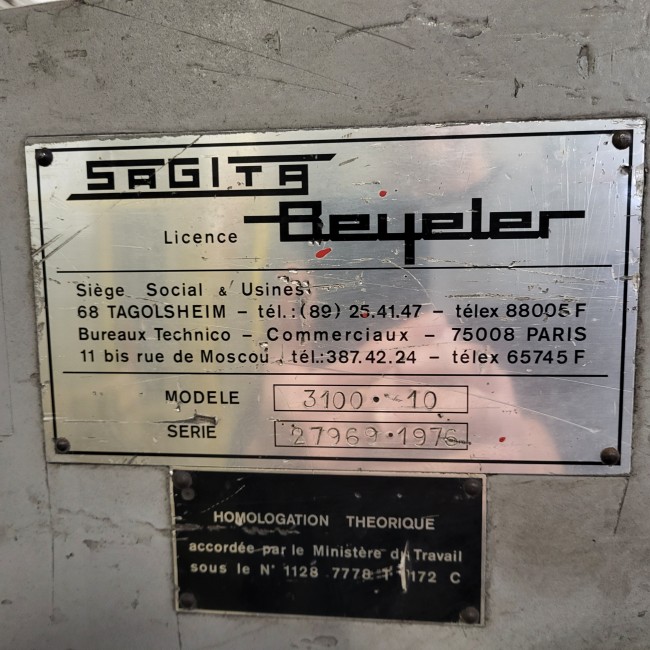 SAGITA
Licence Beyeler
Siège Social & Usines
68 TAGOLSHEIM – tél.:(89) 25.41.47 – télex 88005 F
Bureaux Technico – Commerciaux – 75008 PARIS
11 bis rue de Moscou tél.:387.42.24 – télex 65745 F
MODELE 3100 • 10
SERIE 27969 • 1976
HOMOLOGATION THEORIQUE
accordée par le Ministère du Travail
sous le N° 1128 7778 T 172 C